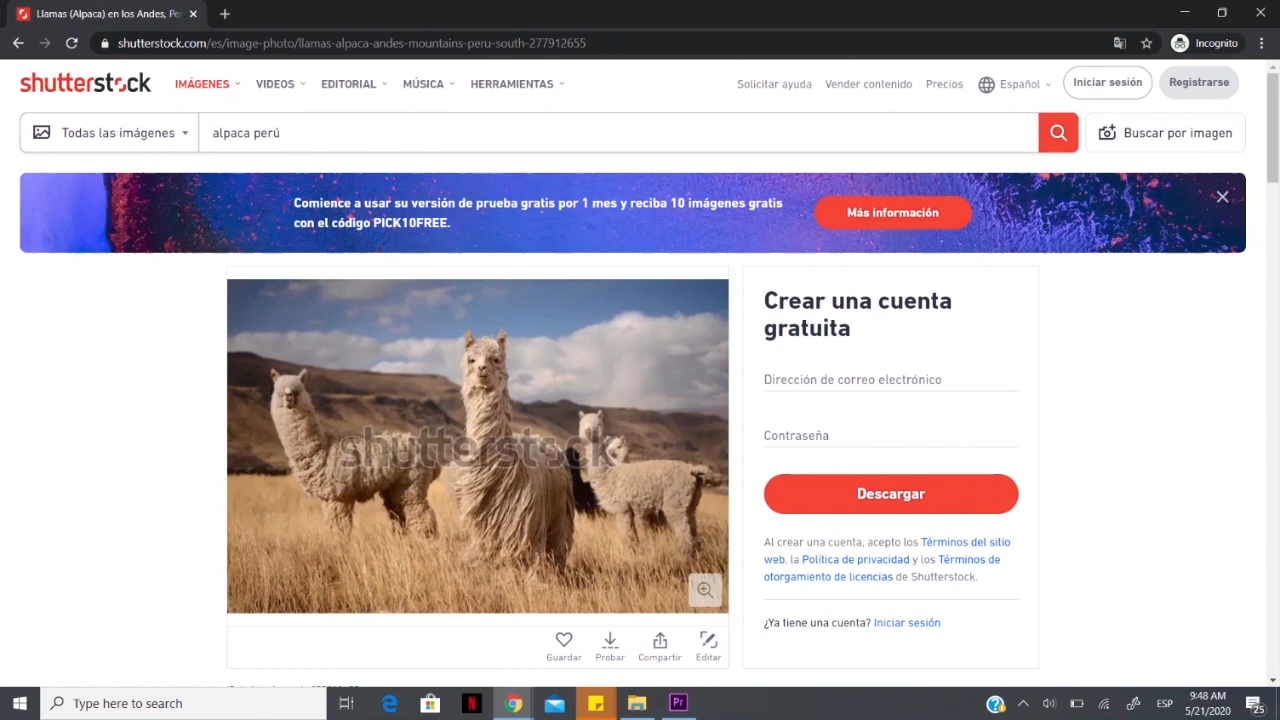 Llamas (Alpaca) en los Andes, Pe
shutterstock.com/es/image-photo/llamas-alpaca-andes-mountains-peru-south-277912655
Incognito
shutterstock
IMÁGENES
VIDEOS
EDITORIAL
MÚSICA
HERRAMIENTAS
Solicitar ayuda
Vender contenido
Precios
Español
Iniciar sesión
Registrarse
Todas las imágenes
alpaca perú
Buscar por imagen
Comience a usar su versión de prueba gratis por 1 mes y reciba 10 imágenes gratis
con el código PICK10FREE.
Más información
shutterstock
Crear una cuenta
gratuita
Dirección de correo electrónico
Contraseña
Descargar
Al crear una cuenta, acepto los Términos del sitio
web, la Política de privacidad y los Términos de
otorgamiento de licencias de Shutterstock.
¿Ya tiene una cuenta? Iniciar sesión
Guardar
Probar
Compartir
Editar
Type here to search
N
Pr
ESP
9:48 AM
5/21/2020
25